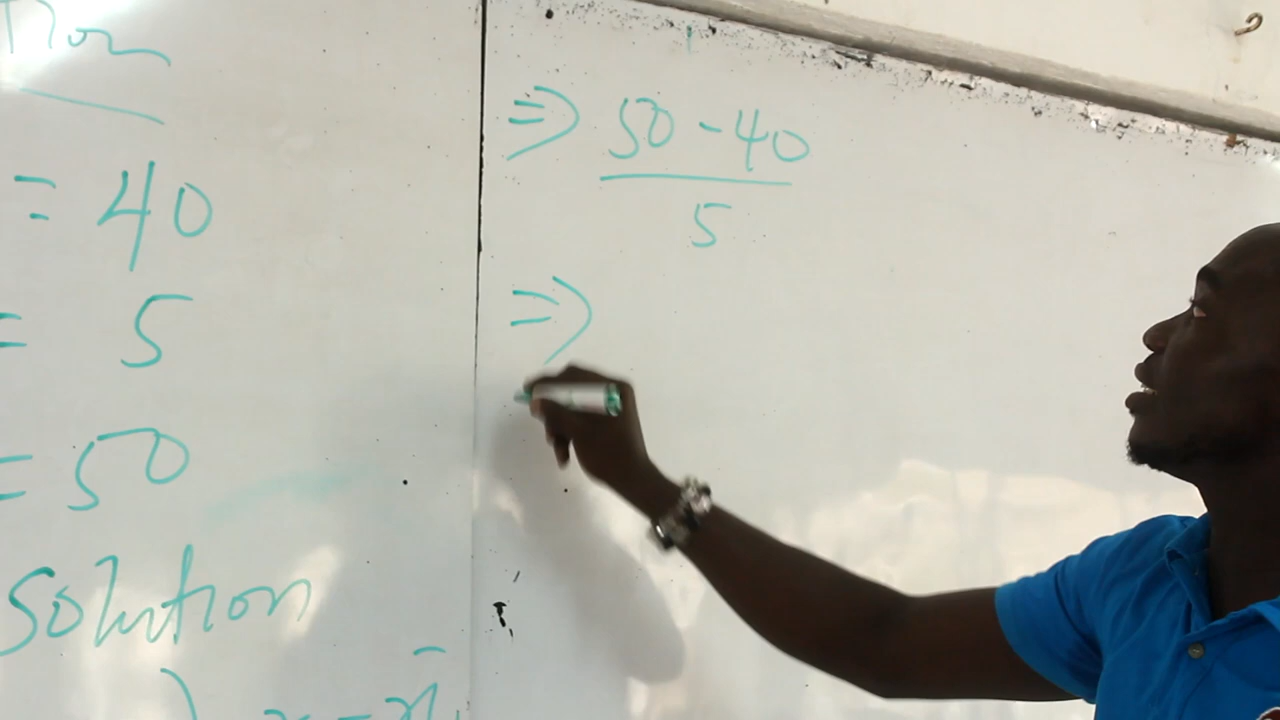 = 40
= 5
= 50
Solution
⇒ 50 - 40
5
⇒